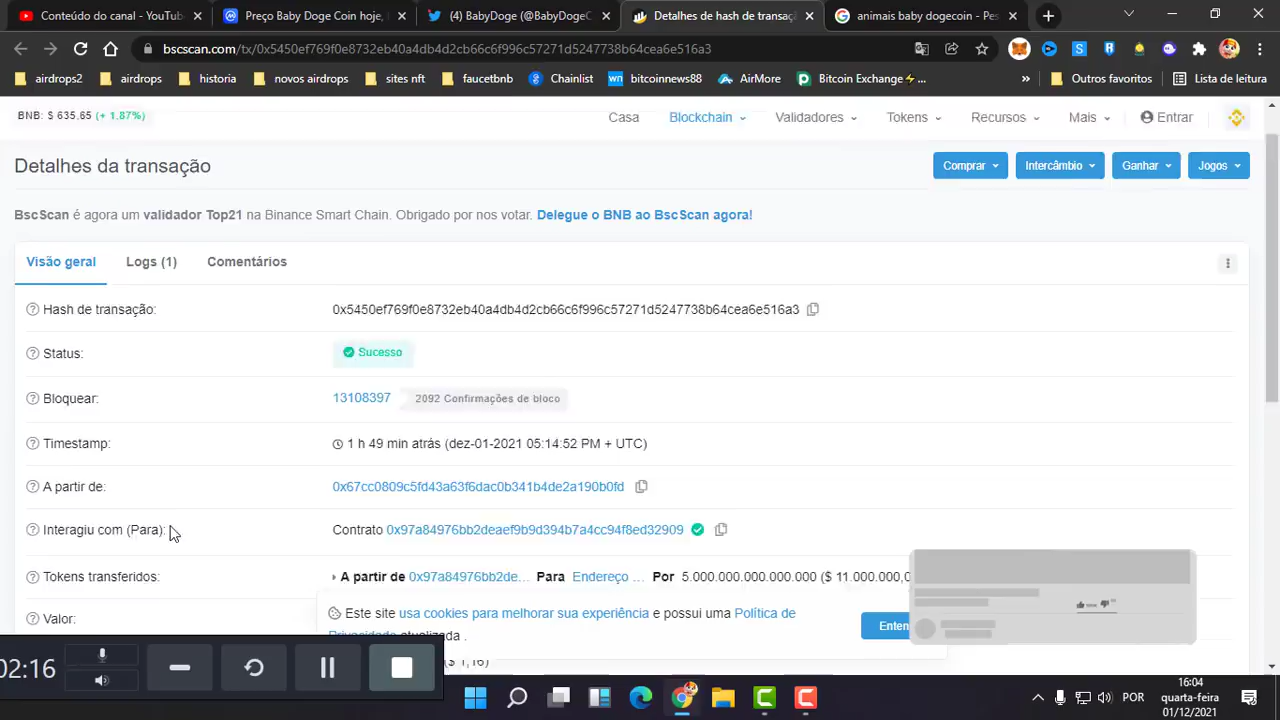 Conteúdo do canal - YouTub
Preço Baby Doge Coin hoje,
(4) BabyDoge (@BabyDogeC
Detalhes de hash de transaçã
animais baby dogecoin - Pes
bscscan.com/tx/0x5450ef769f0e8732eb40a4db4d2cb66c6f996c57271d5247738b64cea6e516a3
airdrops2
airdrops
historia
novos airdrops
sites nft
faucetbnb
Chainlist
bitcoinnews88
AirMore
Bitcoin Exchange⚡...
»
Outros favoritos
Lista de leitura
BNB: $ 635.65 (+ 1.87%)
Casa
Blockchain
Validadores
Tokens
Recursos
Mais
Entrar
Detalhes da transação
Comprar
Intercâmbio
Ganhar
Jogos
BscScan é agora um validador Top21 na Binance Smart Chain. Obrigado por nos votar. Delegue o BNB ao BscScan agora!
Visão geral
Logs (1)
Comentários
Hash de transação:
0x5450ef769f0e8732eb40a4db4d2cb66c6f996c57271d5247738b64cea6e516a3
Status:
Sucesso
Bloquear:
13108397
2092 Confirmações de bloco
Timestamp:
1 h 49 min atrás (dez-01-2021 05:14:52 PM + UTC)
A partir de:
0x67cc0809c5fd43a63f6dac0b341b4de2a190b0fd
Interagiu com (Para):
Contrato 0x97a84976bb2deaef9b9d394b7a4cc94f8ed32909
Tokens transferidos:
A partir de 0x97a84976bb2de... Para Endereço ... Por 5.000.000.000.000.000 ($ 11.000.000,0
Valor:
Este site usa cookies para melhorar sua experiência e possui uma Política de
Privacidade atualizada .
Enten
($ 1,16)
02:16
POR
16:04
quarta-feira
01/12/2021